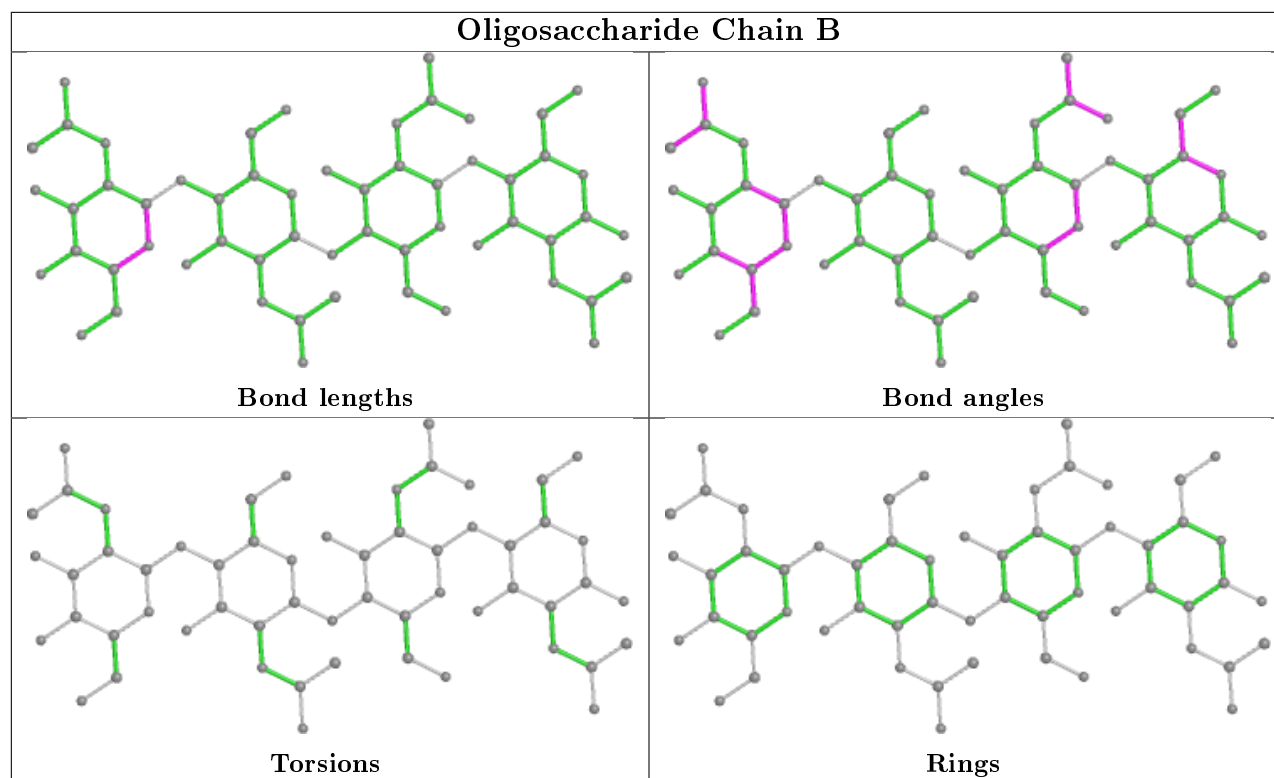 Oligosaccharide Chain B
Bond lengths
Bond angles
Torsions
Rings